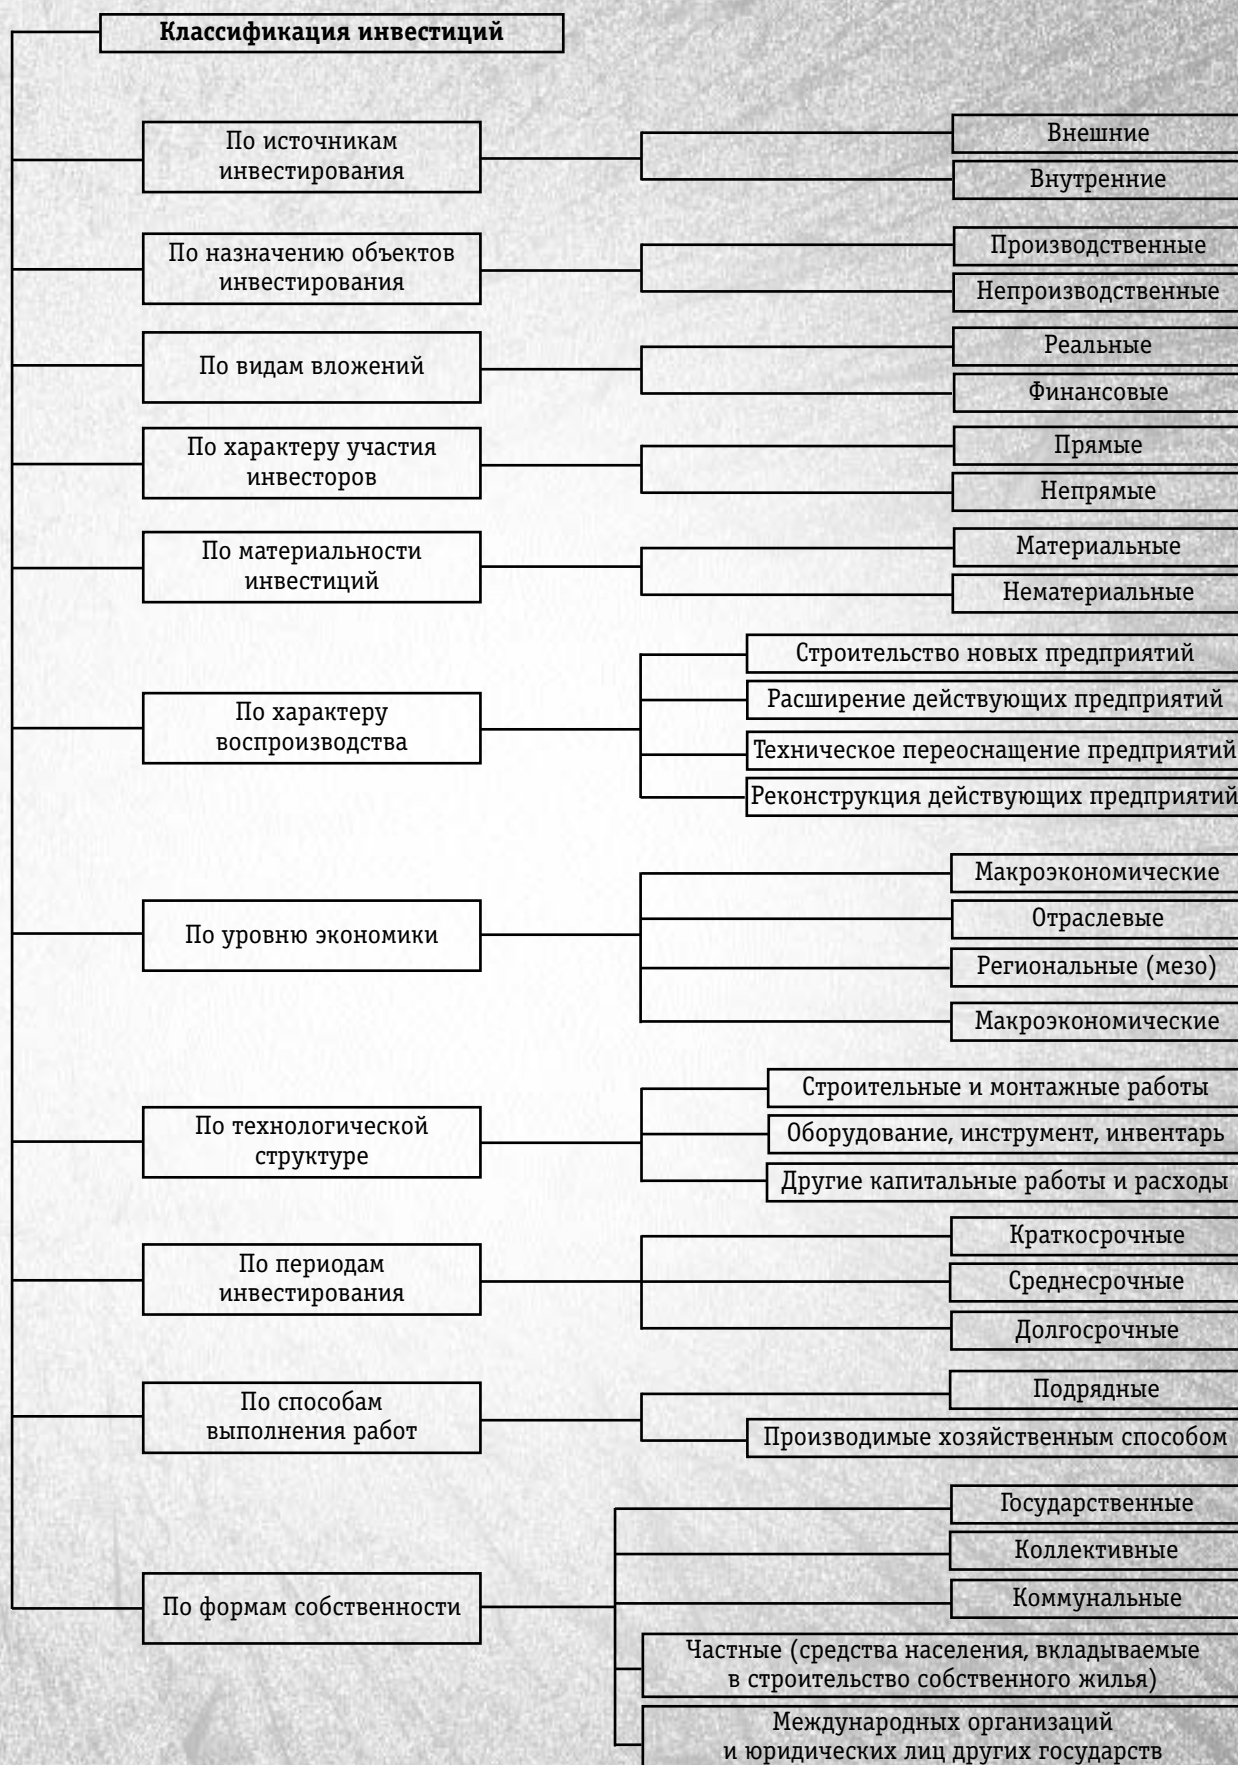 Классификация инвестиций
По источникам
инвестирования
Внешние
Внутренние
По назначению объектов
инвестирования
Производственные
Непроизводственные
По видам вложений
Реальные
Финансовые
По характеру участия
инвесторов
Прямые
Непрямые
По материальности
инвестиций
Материальные
Нематериальные
По характеру
воспроизводства
Строительство новых предприятий
Расширение действующих предприятий
Техническое переоснащение предприятий
Реконструкция действующих предприятий
По уровню экономики
Макроэкономические
Отраслевые
Региональные (мезо)
Макроэкономические
По технологической
структуре
Строительные и монтажные работы
Оборудование, инструмент, инвентарь
Другие капитальные работы и расходы
По периодам
инвестирования
Краткосрочные
Среднесрочные
Долгосрочные
По способам
выполнения работ
Подрядные
Производимые хозяйственным способом
По формам собственности
Государственные
Коллективные
Коммунальные
Частные (средства населения, вкладываемые
в строительство собственного жилья)
Международных организаций
и юридических лиц других государств